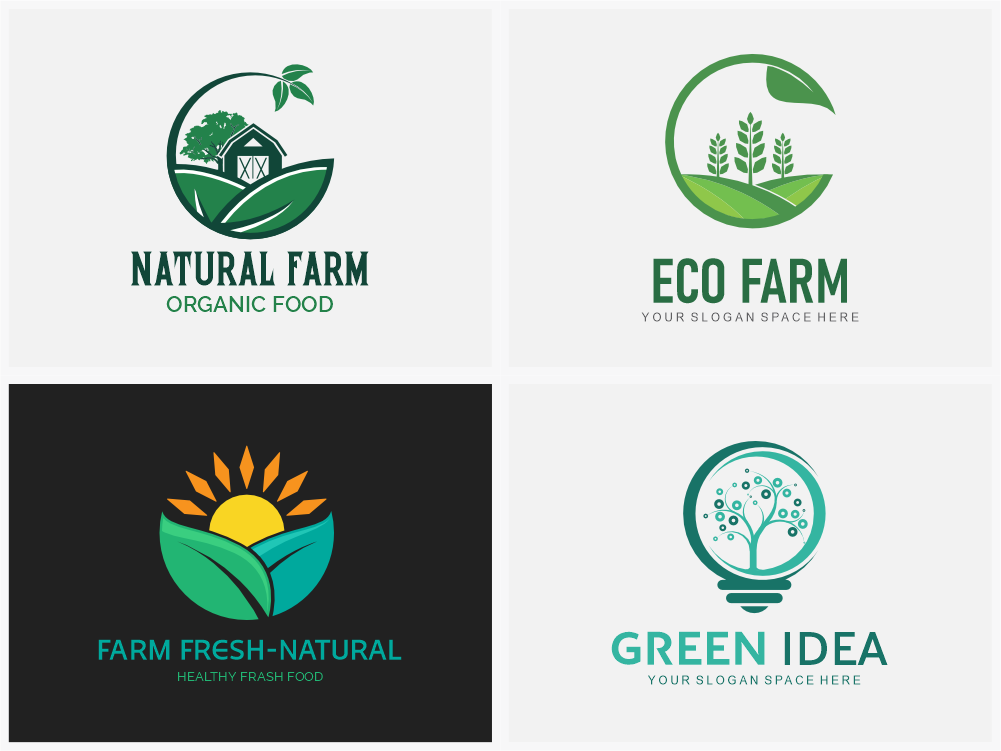 NATURAL FARM
ORGANIC FOOD
ECO FARM
YOUR SLOGAN SPACE HERE
FARM FRESH-NATURAL
HEALTHY FRASH FOOD
GREEN IDEA
YOUR SLOGAN SPACE HERE